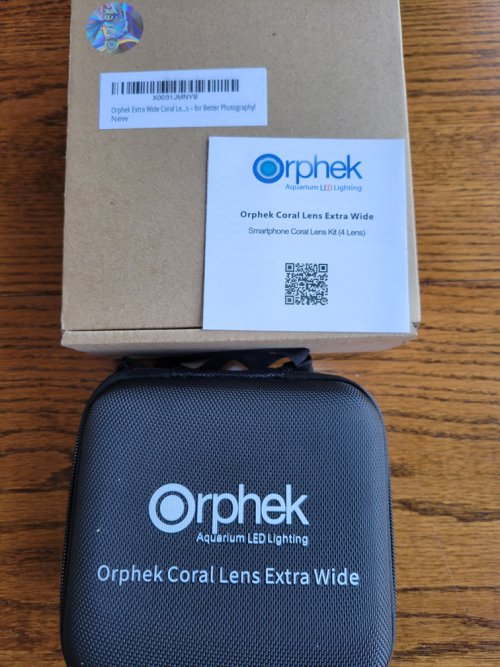 X0031JMNY9
Orphek Extra Wide Coral Le...s - for Better Photography!
New
Orphek
Aquarium LED Lighting
Orphek Coral Lens Extra Wide
Smartphone Coral Lens Kit (4 Lens)
Orphek
Aquarium LED Lighting
Orphek Coral Lens Extra Wide